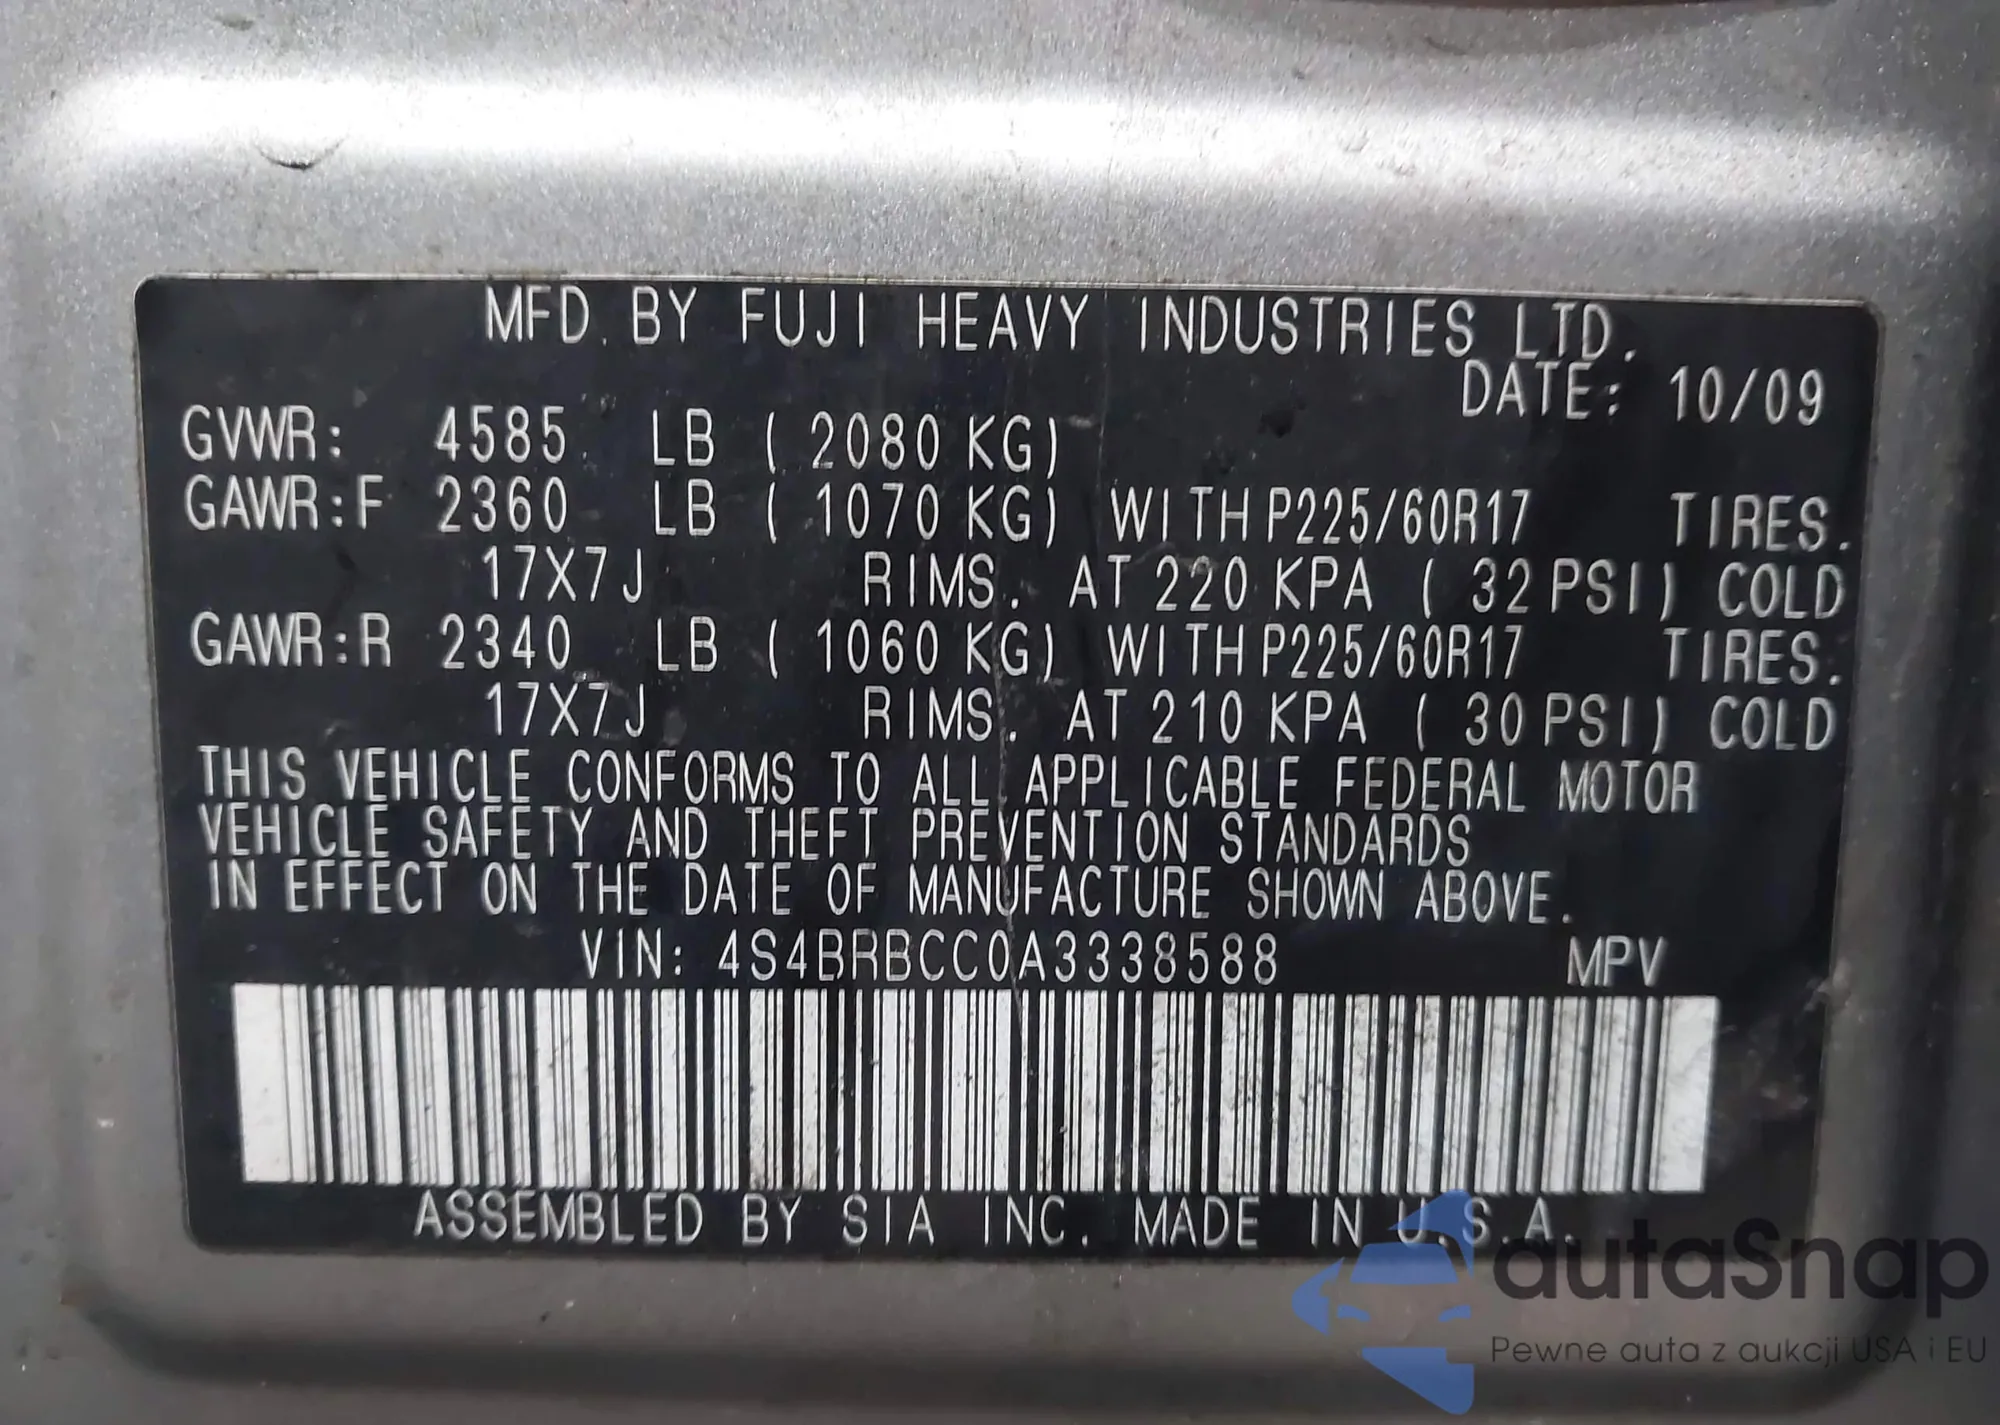 MFD. BY FUJI HEAVY INDUSTRIES LTD.
DATE: 10/09
GVWR: 4585 LB ( 2080 KG)
GAWR:F 2360 LB ( 1070 KG) WITH P225/60R17 TIRES.
17X7J RIMS. AT 220 KPA ( 32 PSI) COLD
GAWR:R 2340 LB ( 1060 KG) WITH P225/60R17 TIRES.
17X7J RIMS. AT 210 KPA ( 30 PSI) COLD
THIS VEHICLE CONFORMS TO ALL APPLICABLE FEDERAL MOTOR
VEHICLE SAFETY AND THEFT PREVENTION STANDARDS
IN EFFECT ON THE DATE OF MANUFACTURE SHOWN ABOVE.
VIN: 4S4BRBCC0A3338588 MPV
ASSEMBLED BY SIA INC. MADE IN U.S.A.
autaSnap
Pewne auta z aukcji USA i EU